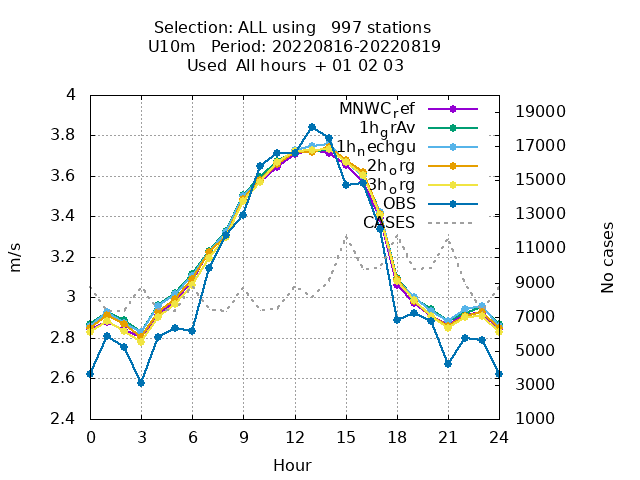 Selection: ALL using 997 stations
U10m Period: 20220816-20220819
Used All hours + 01 02 03
4
3.8
3.6
3.4
3.2
3
2.8
2.6
2.4
m/s
MNWC_ref
1h_grAv
1h_nechgu
2h_org
3h_org
OBS
CASES
19000
17000
15000
13000
11000
9000
7000
5000
3000
1000
No cases
0 3 6 9 12 15 18 21 24
Hour